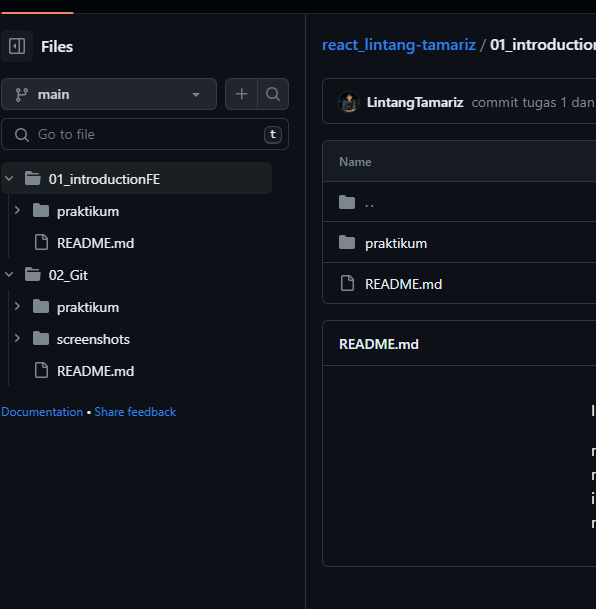 Files
main
Go to file
t
01_introductionFE
praktikum
README.md
02_Git
praktikum
screenshots
README.md
Documentation • Share feedback
react_lintang-tamariz / 01_introduction
LintangTamariz commit tugas 1 dan
Name
..
praktikum
README.md
README.md